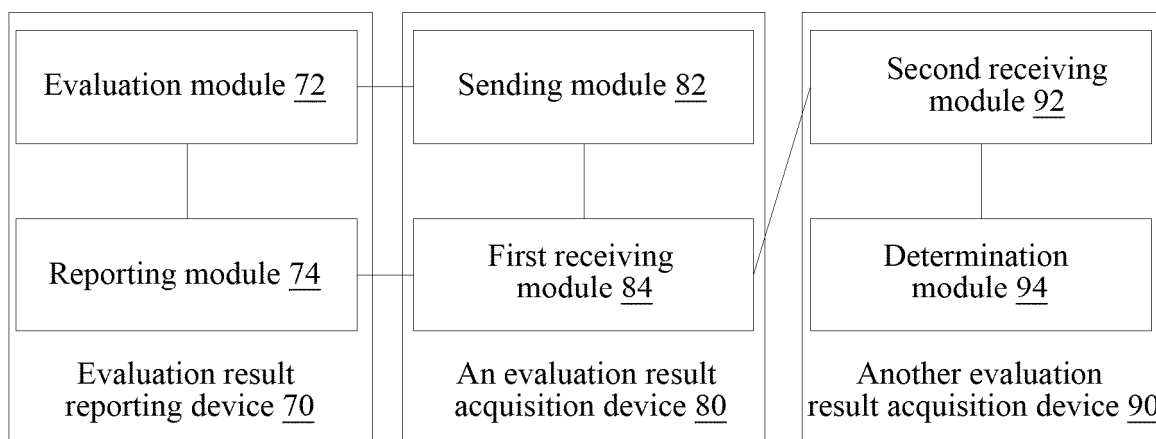 Evaluation module 72
Sending module 82
Second receiving
module 92
Reporting module 74
First receiving
module 84
Determination
module 94
Evaluation result
reporting device 70
An evaluation result
acquisition device 80
Another evaluation
result acquisition device 90